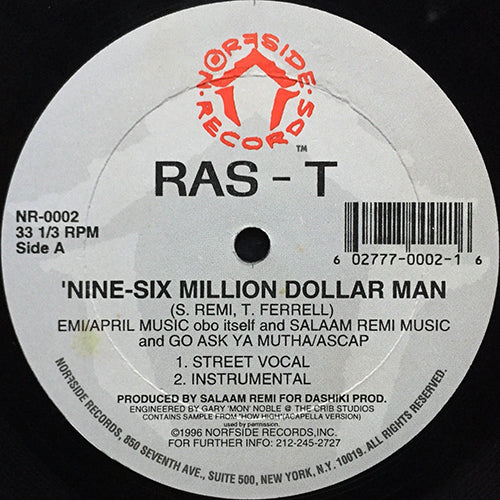 NORFSIDE
RECORDS
TM
RAS - T
NR-0002
33 1/3 RPM
Side A
6 02777-0002-1 6
'NINE-SIX MILLION DOLLAR MAN
(S. REMI, T. FERRELL)
EMI/APRIL MUSIC obo itself and SALAAM REMI MUSIC
and GO ASK YA MUTHA/ASCAP
1. STREET VOCAL
2. INSTRUMENTAL
PRODUCED BY SALAAM REMI FOR DASHIKI PROD.
ENGINEERED BY GARY 'MON' NOBLE @ THE CRIB STUDIOS
CONTAINS SAMPLE FROM "HOW HIGH"(ACAPELLA VERSION)
used by permission.
©1996 NORFSIDE RECORDS,INC.
FOR FURTHER INFO: 212-245-2727
NORFSIDE RECORDS, 850 SEVENTH AVE., SUITE 500, NEW YORK, N.Y. 10019. ALL RIGHTS RESERVED.